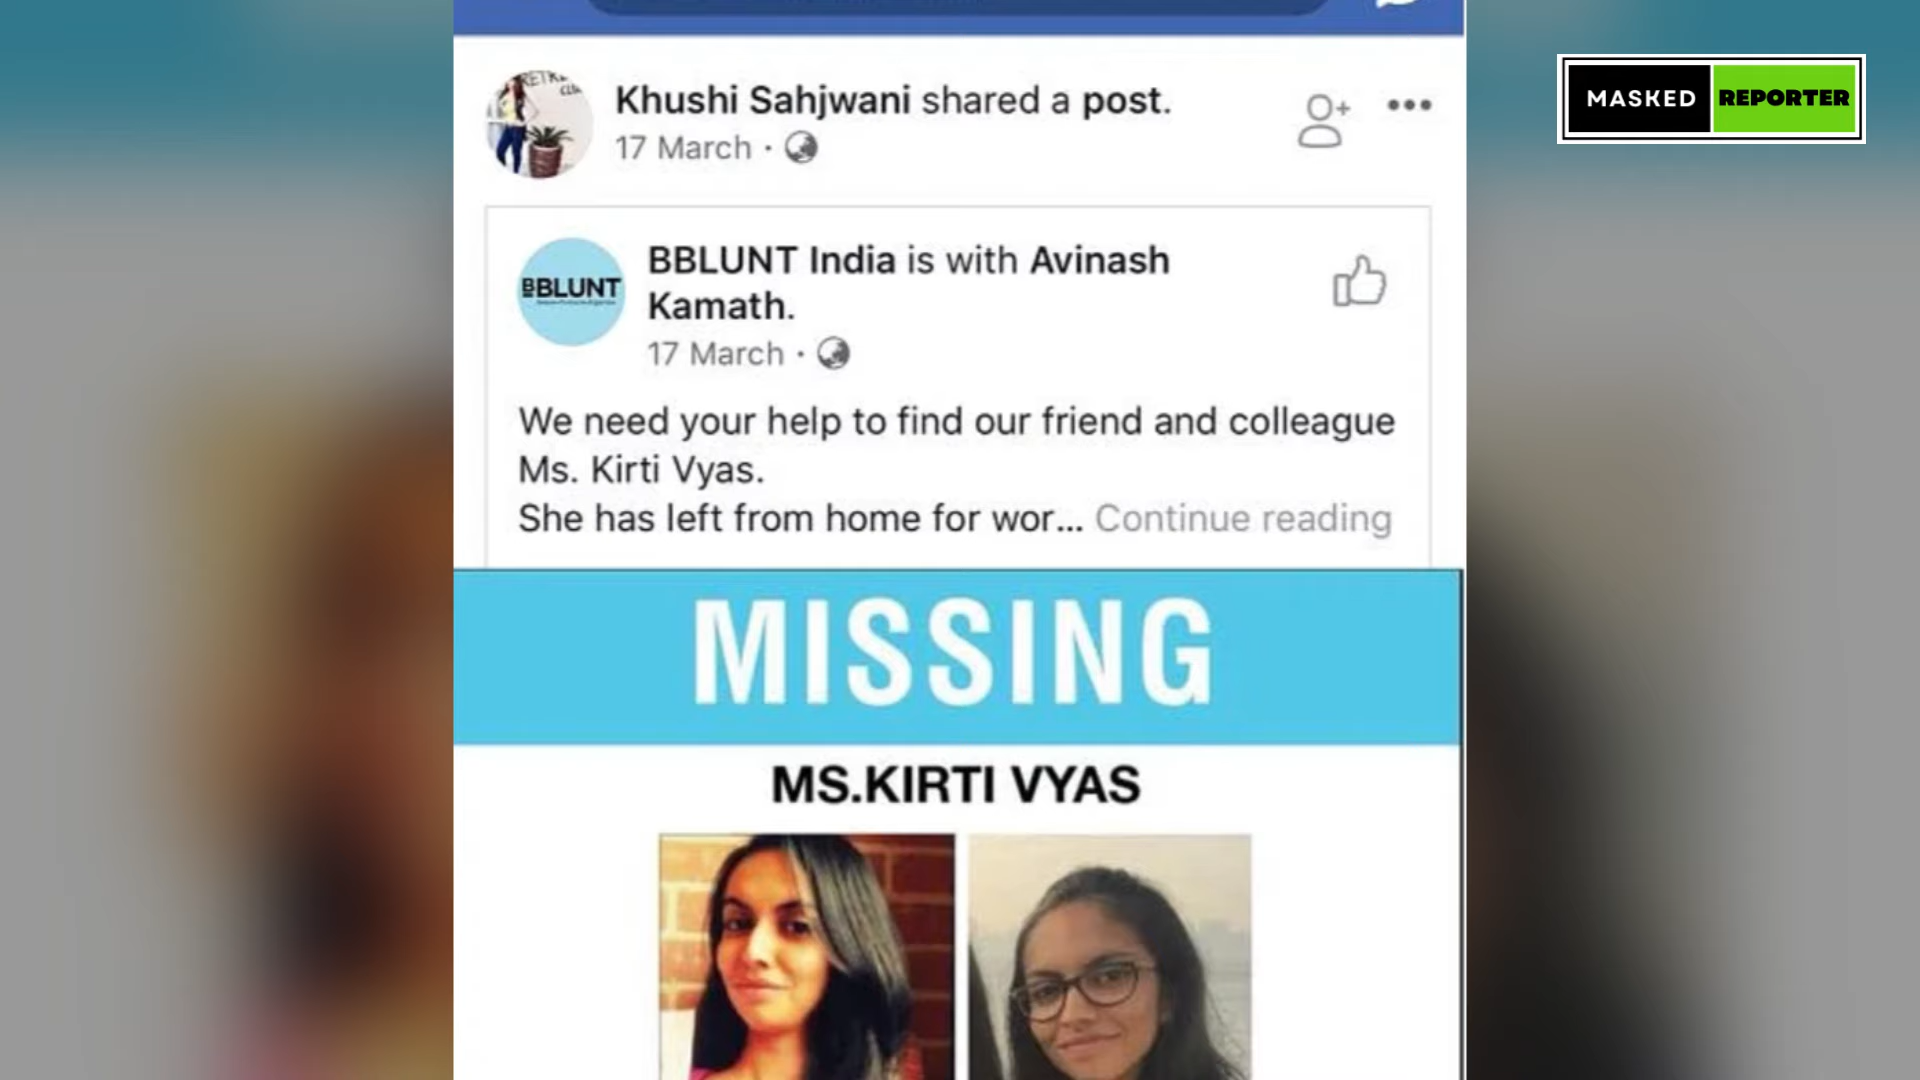 MASKED REPORTER
Khushi Sahjwani shared a post.
17 March ·
BBLUNT
BBLUNT India is with Avinash
Kamath.
17 March ·
We need your help to find our friend and colleague
Ms. Kirti Vyas.
She has left from home for wor... Continue reading
MISSING
MS.KIRTI VYAS